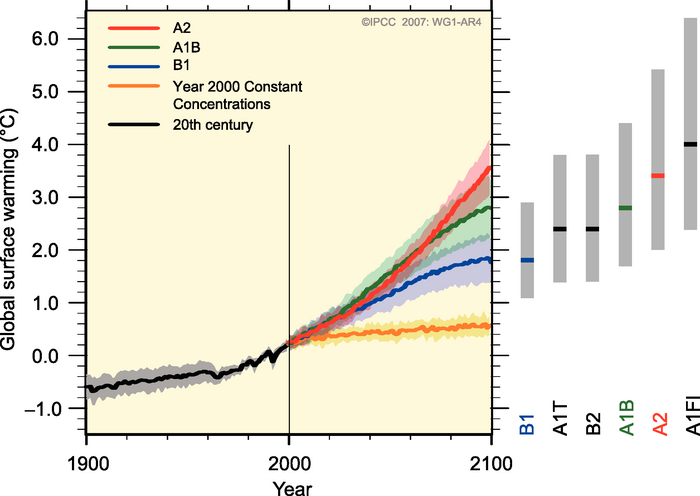 ©IPCC 2007: WG1-AR4
A2
A1B
B1
Year 2000 Constant
Concentrations
20th century
Global surface warming (°C)
6.0
5.0
4.0
3.0
2.0
1.0
0.0
–1.0
1900
2000
2100
Year
B1
A1T
B2
A1B
A2
A1FI